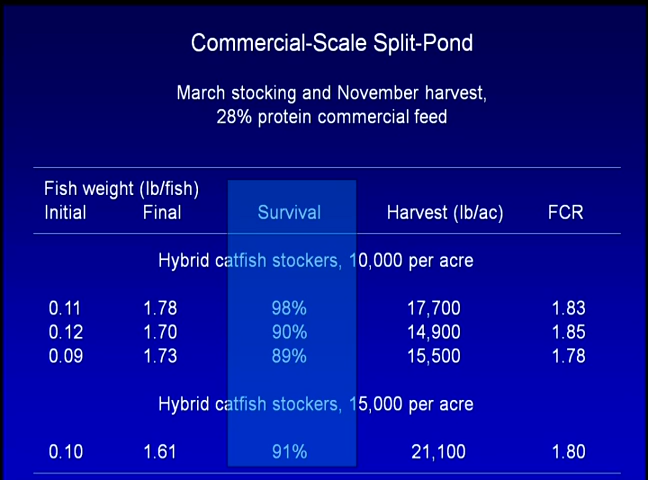 Commercial-Scale Split-Pond
March stocking and November harvest,
28% protein commercial feed
Fish weight (lb/fish)
Initial Final Survival Harvest (lb/ac) FCR
Hybrid catfish stockers, 10,000 per acre
0.11 1.78 98% 17,700 1.83
0.12 1.70 90% 14,900 1.85
0.09 1.73 89% 15,500 1.78
Hybrid catfish stockers, 15,000 per acre
0.10 1.61 91% 21,100 1.80